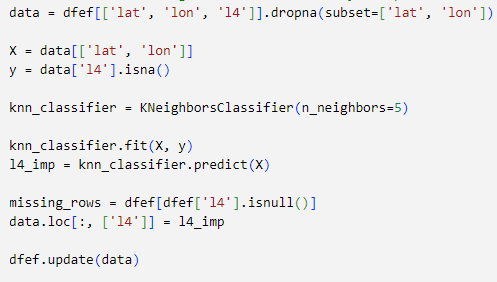 data = dfef[['lat', 'lon', 'l4']].dropna(subset=['lat', 'lon'])
X = data[['lat', 'lon']]
y = data['l4'].isna()
knn_classifier = KNeighborsClassifier(n_neighbors=5)
knn_classifier.fit(X, y)
l4_imp = knn_classifier.predict(X)
missing_rows = dfef[dfef['l4'].isnull()]
data.loc[:, ['l4']] = l4_imp
dfef.update(data)